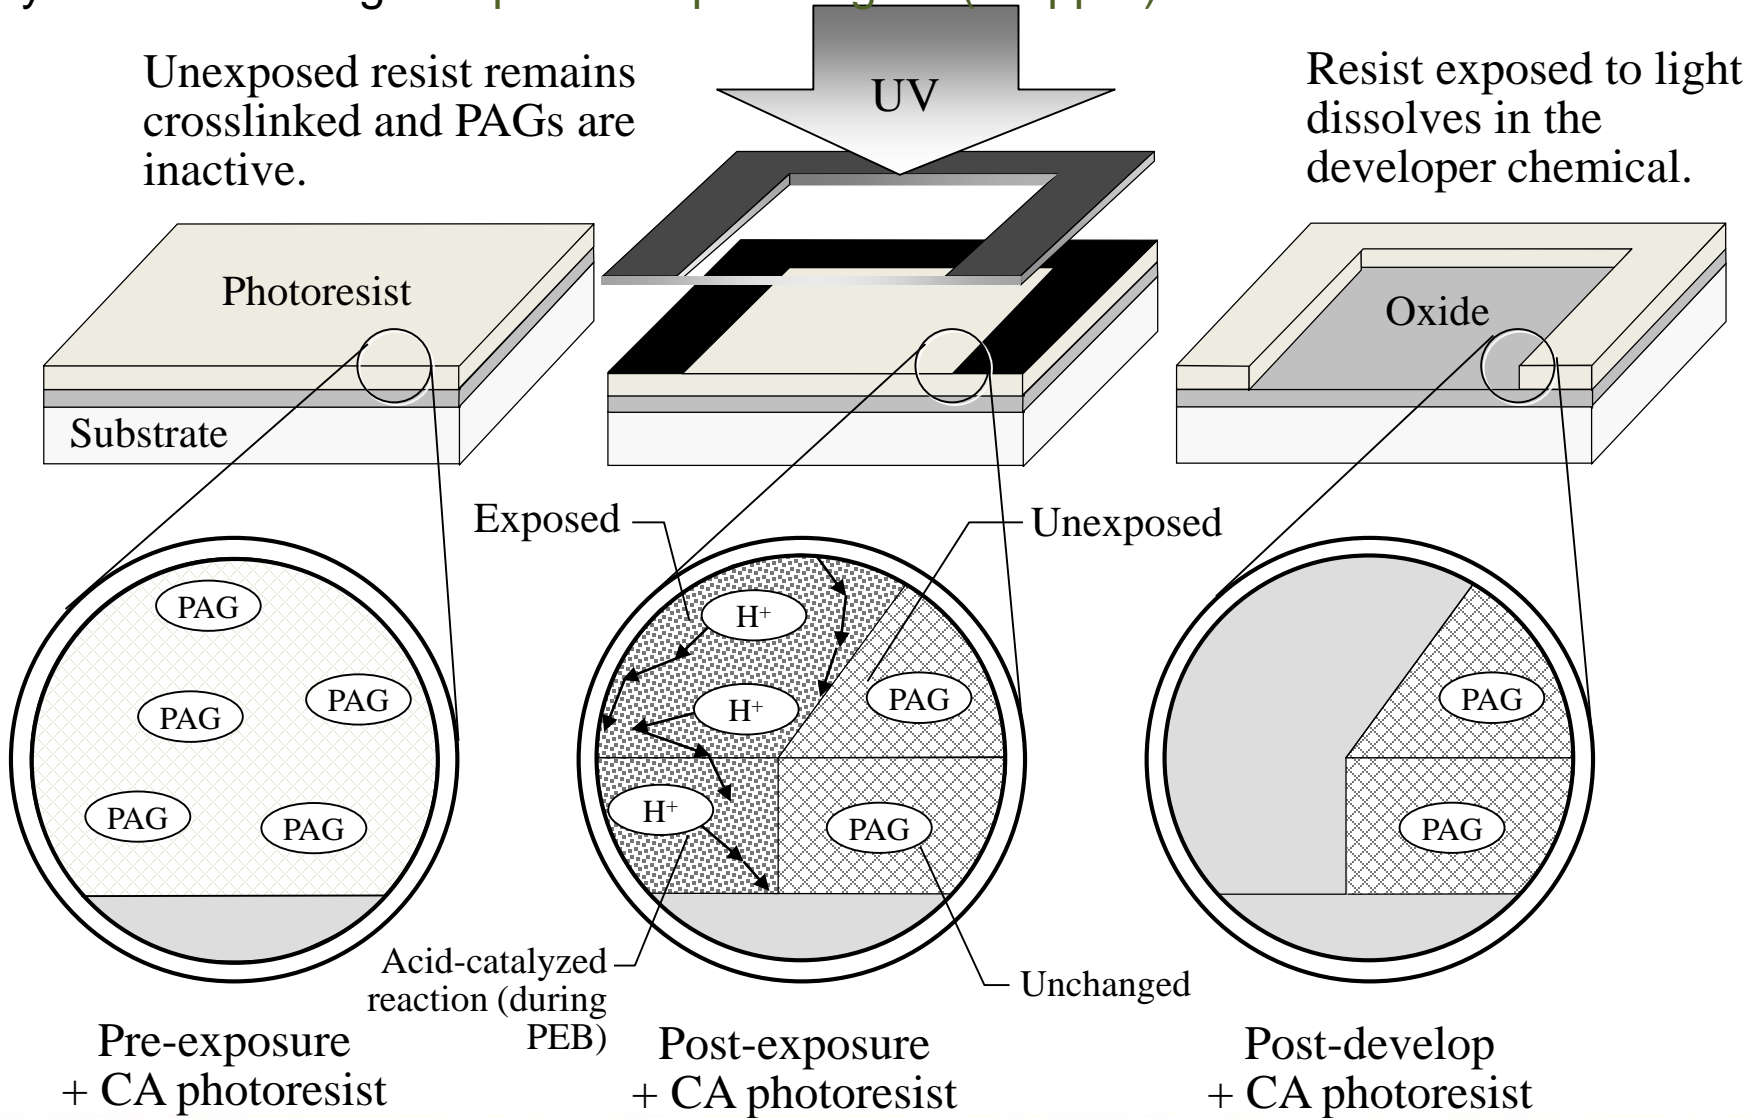 Unexposed resist remains
crosslinked and PAGs are
inactive.
UV
Resist exposed to light
dissolves in the
developer chemical.
Photoresist
Substrate
Oxide
Exposed
Unexposed
PAG
PAG
PAG
PAG
PAG
H+
H+
H+
PAG
PAG
PAG
PAG
Acid-catalyzed
reaction (during
PEB)
Unchanged
Pre-exposure
+ CA photoresist
Post-exposure
+ CA photoresist
Post-develop
+ CA photoresist